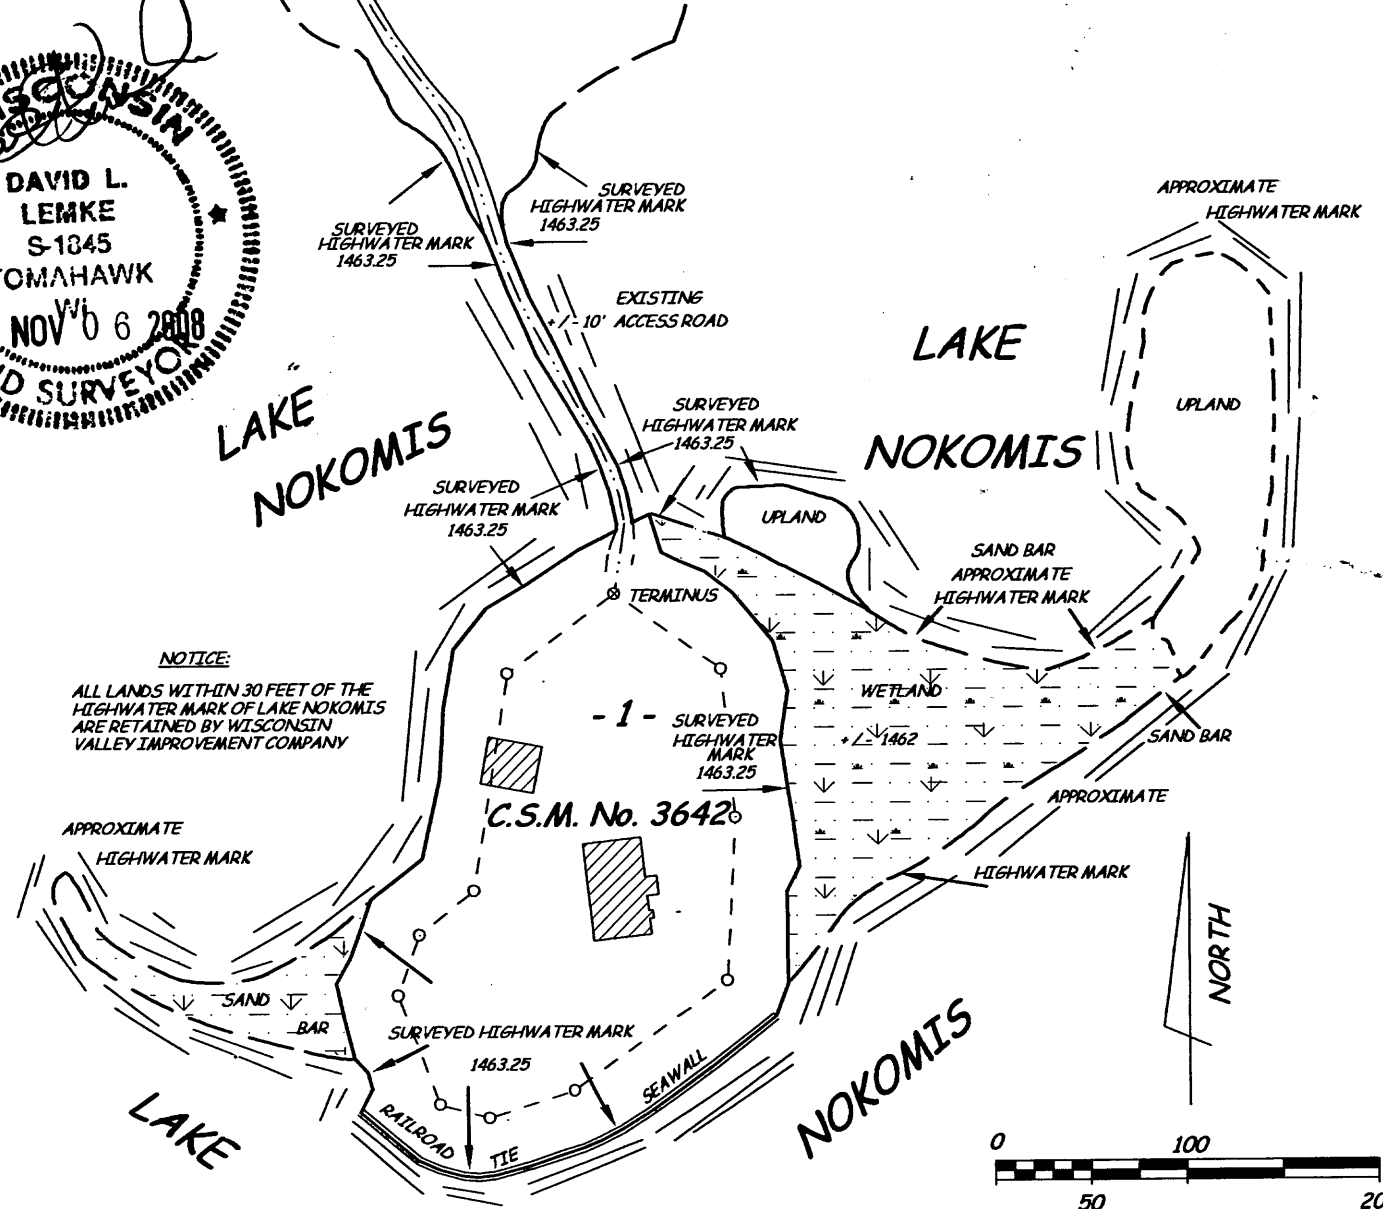 WISCONSIN
DAVID L.
LEMKE
S-1845
TOMAHAWK
WI
NOV 06 2008
SURVEYOR
SURVEYED
HIGHWATER MARK
1463.25
SURVEYED
HIGHWATER MARK
1463.25
EXISTING
+/- 10' ACCESS ROAD
APPROXIMATE
HIGHWATER MARK
LAKE
NOKOMIS
LAKE
NOKOMIS
UPLAND
SURVEYED
HIGHWATER MARK
1463.25
SURVEYED
HIGHWATER MARK
1463.25
UPLAND
SAND BAR
APPROXIMATE
HIGHWATER MARK
TERMINUS
NOTICE:
ALL LANDS WITHIN 30 FEET OF THE
HIGHWATER MARK OF LAKE NOKOMIS
ARE RETAINED BY WISCONSIN
VALLEY IMPROVEMENT COMPANY
- 1 -
SURVEYED
HIGHWATER
MARK
1463.25
WETLAND
+/- 1462
SAND BAR
C.S.M. No. 3642
APPROXIMATE
HIGHWATER MARK
APPROXIMATE
HIGHWATER MARK
SAND
BAR
SURVEYED HIGHWATER MARK
1463.25
RAILROAD
TIE
SEAWALL
LAKE
NOKOMIS
NORTH
0 100
50 20